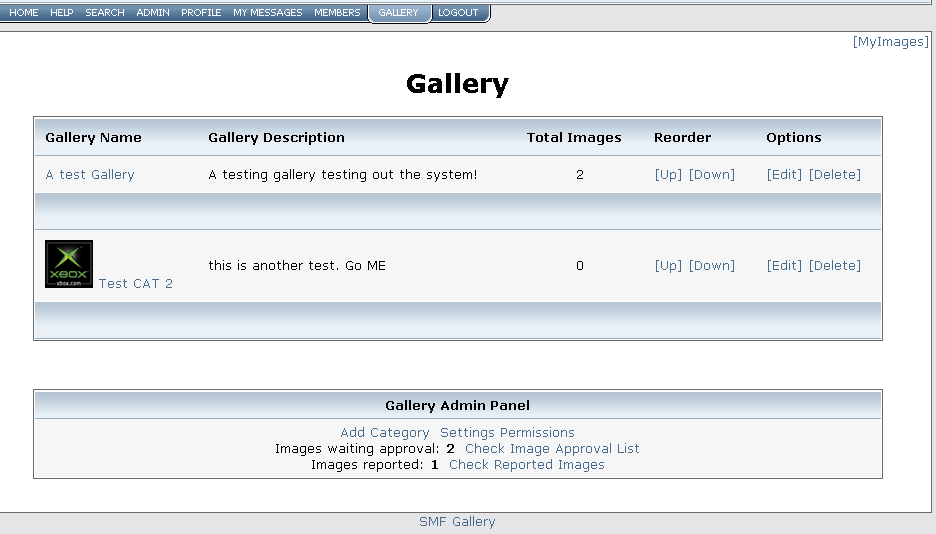 HOME HELP SEARCH ADMIN PROFILE MY MESSAGES MEMBERS GALLERY LOGOUT
[MyImages]
Gallery
Gallery Name Gallery Description Total Images Reorder Options
A test Gallery A testing gallery testing out the system! 2 [Up] [Down] [Edit] [Delete]
XBOX
xbox.com
Test CAT 2 this is another test. Go ME 0 [Up] [Down] [Edit] [Delete]
Gallery Admin Panel
Add Category Settings Permissions
Images waiting approval: 2 Check Image Approval List
Images reported: 1 Check Reported Images
SMF Gallery